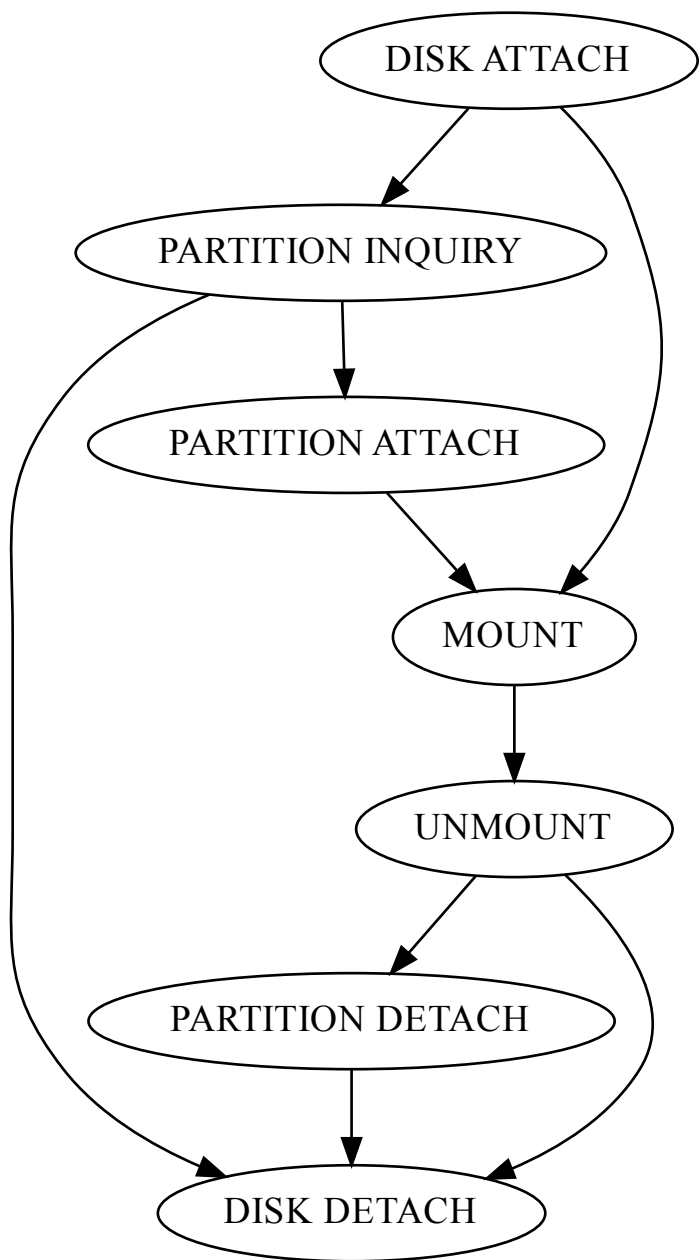 DISK ATTACH
PARTITION INQUIRY
PARTITION ATTACH
MOUNT
UNMOUNT
PARTITION DETACH
DISK DETACH